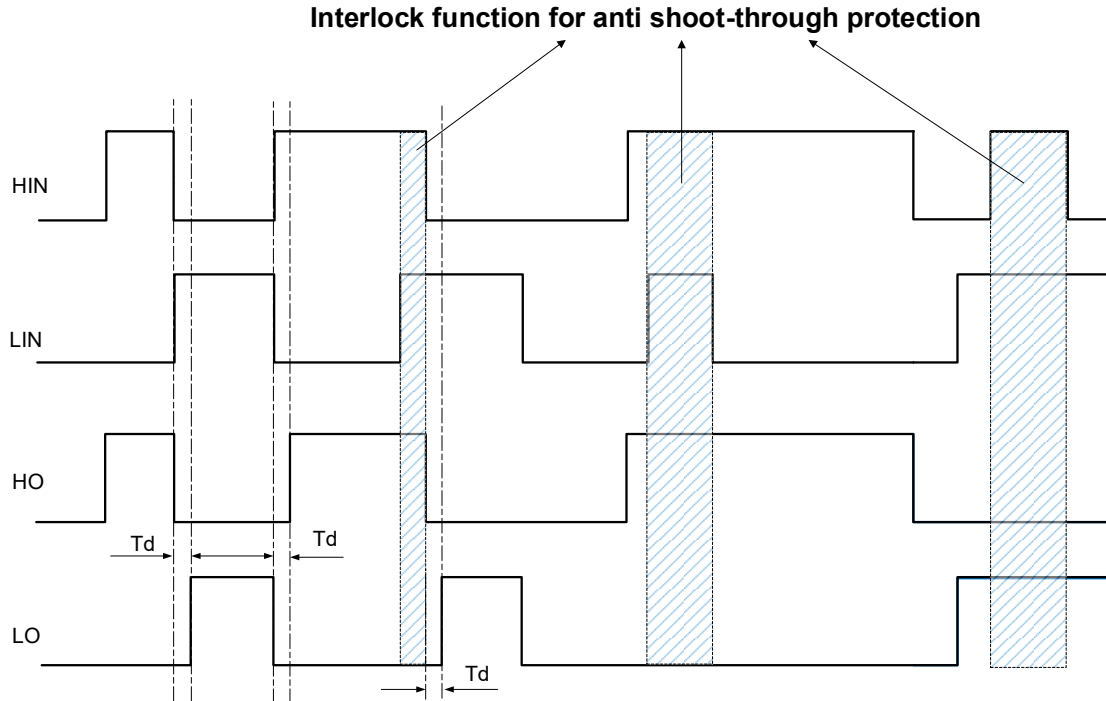 Interlock function for anti shoot-through protection
HIN
LIN
HO
Td
Td
LO
Td